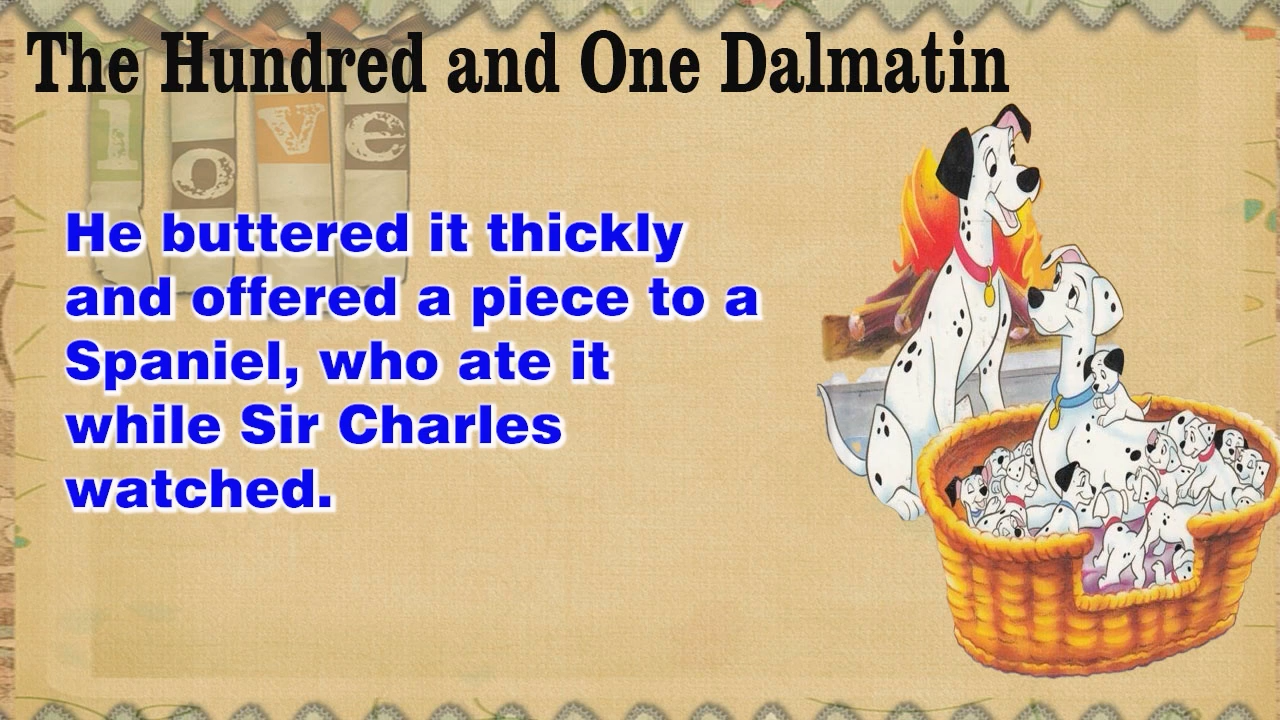 The Hundred and One Dalmatin
love
He buttered it thickly
and offered a piece to a
Spaniel, who ate it
while Sir Charles
watched.